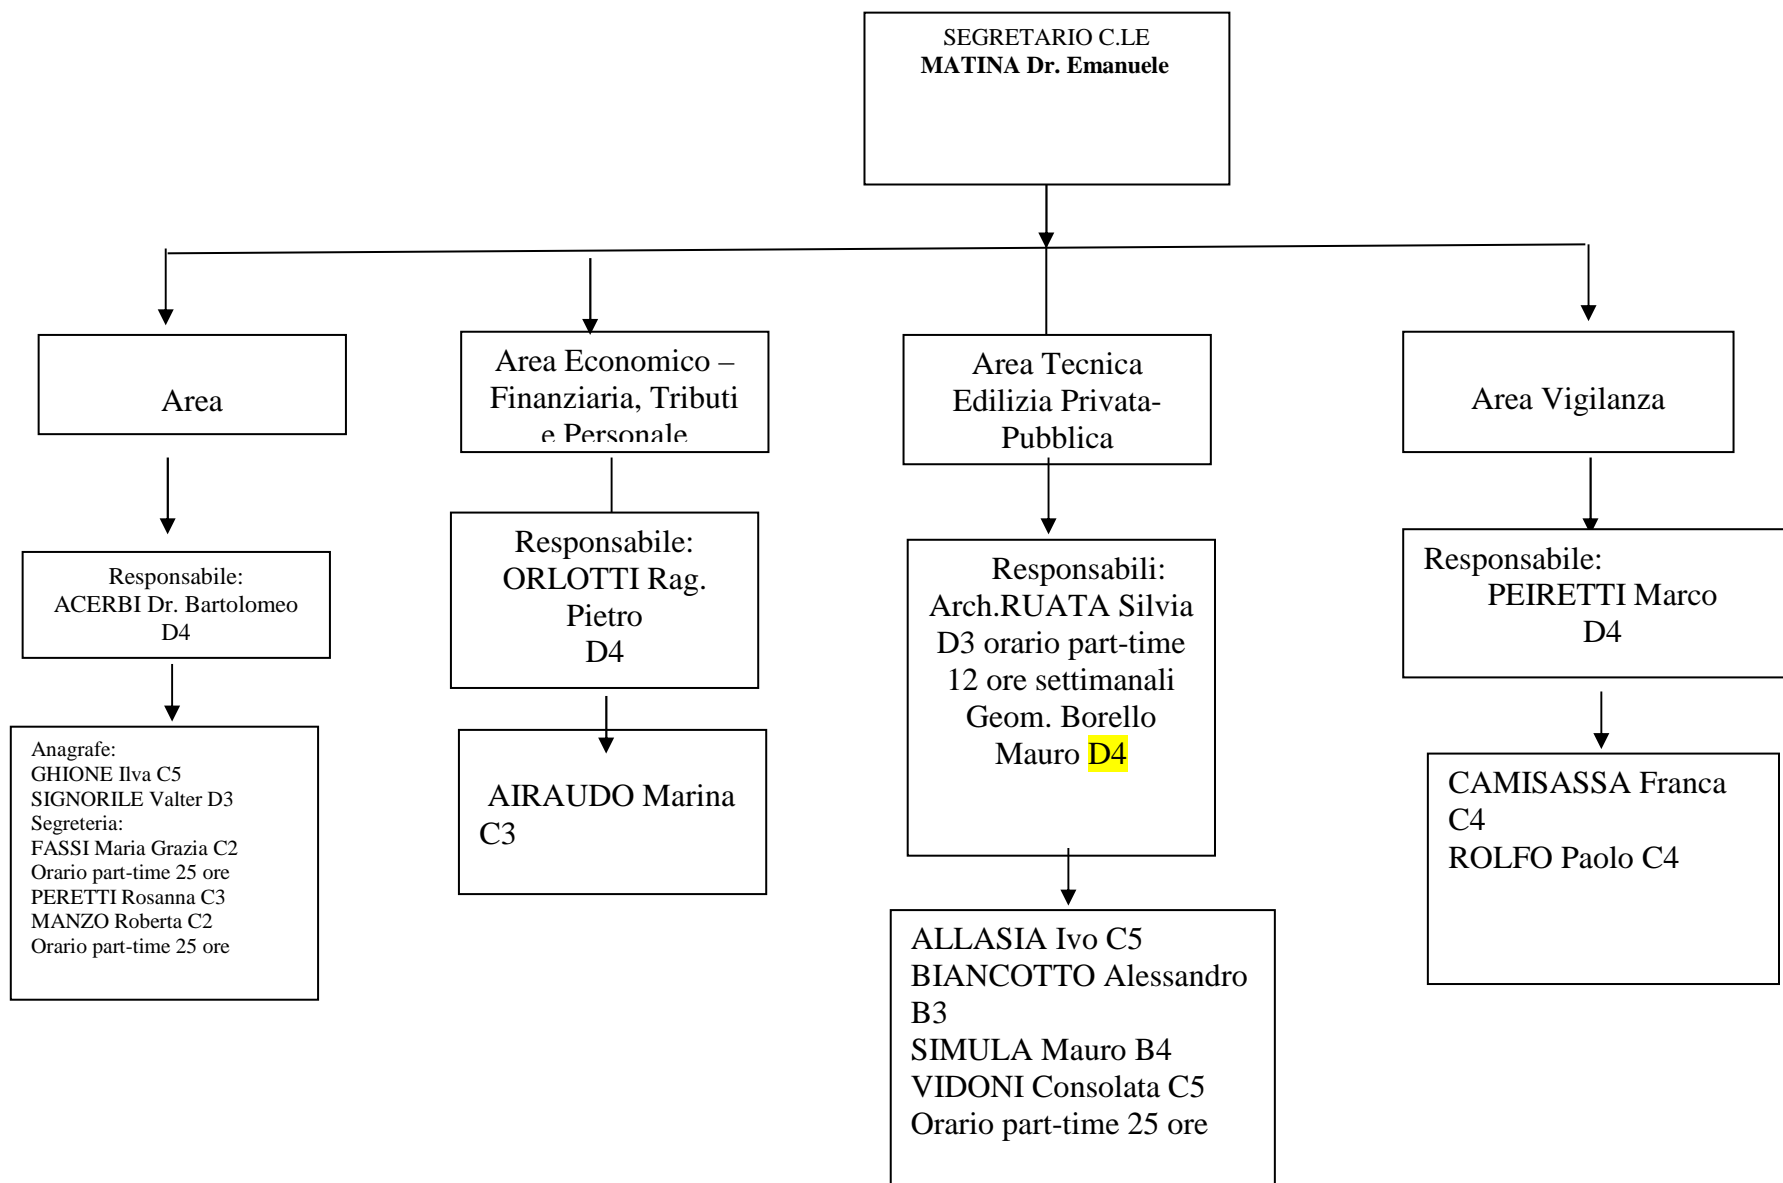 SEGRETARIO C.LE
MATINA Dr. Emanuele
Area
Area Economico –
Finanziaria, Tributi
e Personale
Area Tecnica
Edilizia Privata-
Pubblica
Area Vigilanza
Responsabile:
ACERBI Dr. Bartolomeo
D4
Responsabile:
ORLOTTI Rag.
Pietro
D4
Responsabili:
Arch.RUATA Silvia
D3 orario part-time
12 ore settimanali
Geom. Borello
Mauro D4
Responsabile:
PEIRETTI Marco
D4
Anagrafe:
GHIONE Ilva C5
SIGNORILE Valter D3
Segreteria:
FASSI Maria Grazia C2
Orario part-time 25 ore
PERETTI Rosanna C3
MANZO Roberta C2
Orario part-time 25 ore
AIRAUDO Marina
C3
ALLASIA Ivo C5
BIANCOTTO Alessandro
B3
SIMULA Mauro B4
VIDONI Consolata C5
Orario part-time 25 ore
CAMISASSA Franca
C4
ROLFO Paolo C4